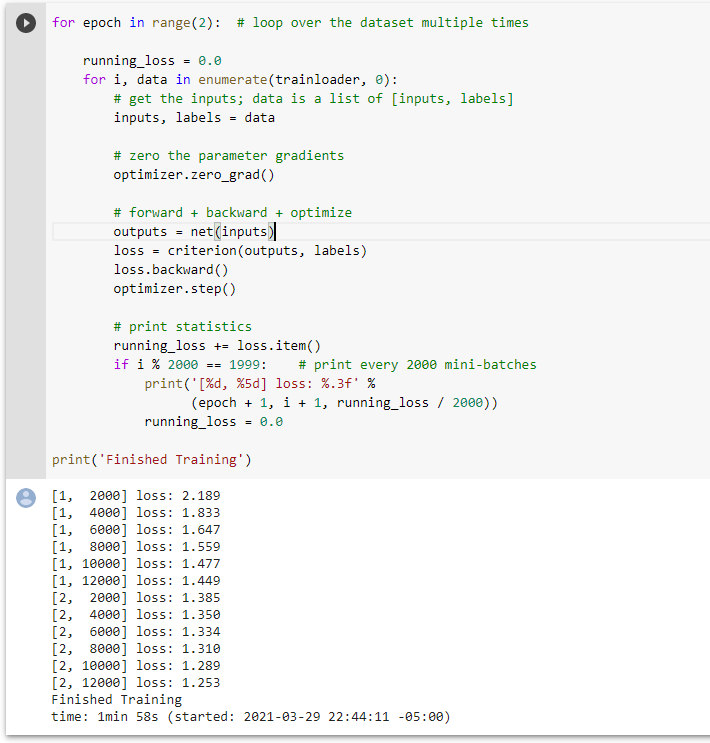 for epoch in range(2):  # loop over the dataset multiple times
    running_loss = 0.0
    for i, data in enumerate(trainloader, 0):
        # get the inputs; data is a list of [inputs, labels]
        inputs, labels = data
        # zero the parameter gradients
        optimizer.zero_grad()
        # forward + backward + optimize
        outputs = net(inputs)
        loss = criterion(outputs, labels)
        loss.backward()
        optimizer.step()
        # print statistics
        running_loss += loss.item()
        if i % 2000 == 1999:    # print every 2000 mini-batches
            print('[%d, %5d] loss: %.3f' %
                  (epoch + 1, i + 1, running_loss / 2000))
            running_loss = 0.0
print('Finished Training')
[1,  2000] loss: 2.189
[1,  4000] loss: 1.833
[1,  6000] loss: 1.647
[1,  8000] loss: 1.559
[1, 10000] loss: 1.477
[1, 12000] loss: 1.449
[2,  2000] loss: 1.385
[2,  4000] loss: 1.350
[2,  6000] loss: 1.334
[2,  8000] loss: 1.310
[2, 10000] loss: 1.289
[2, 12000] loss: 1.253
Finished Training
time: 1min 58s (started: 2021-03-29 22:44:11 -05:00)